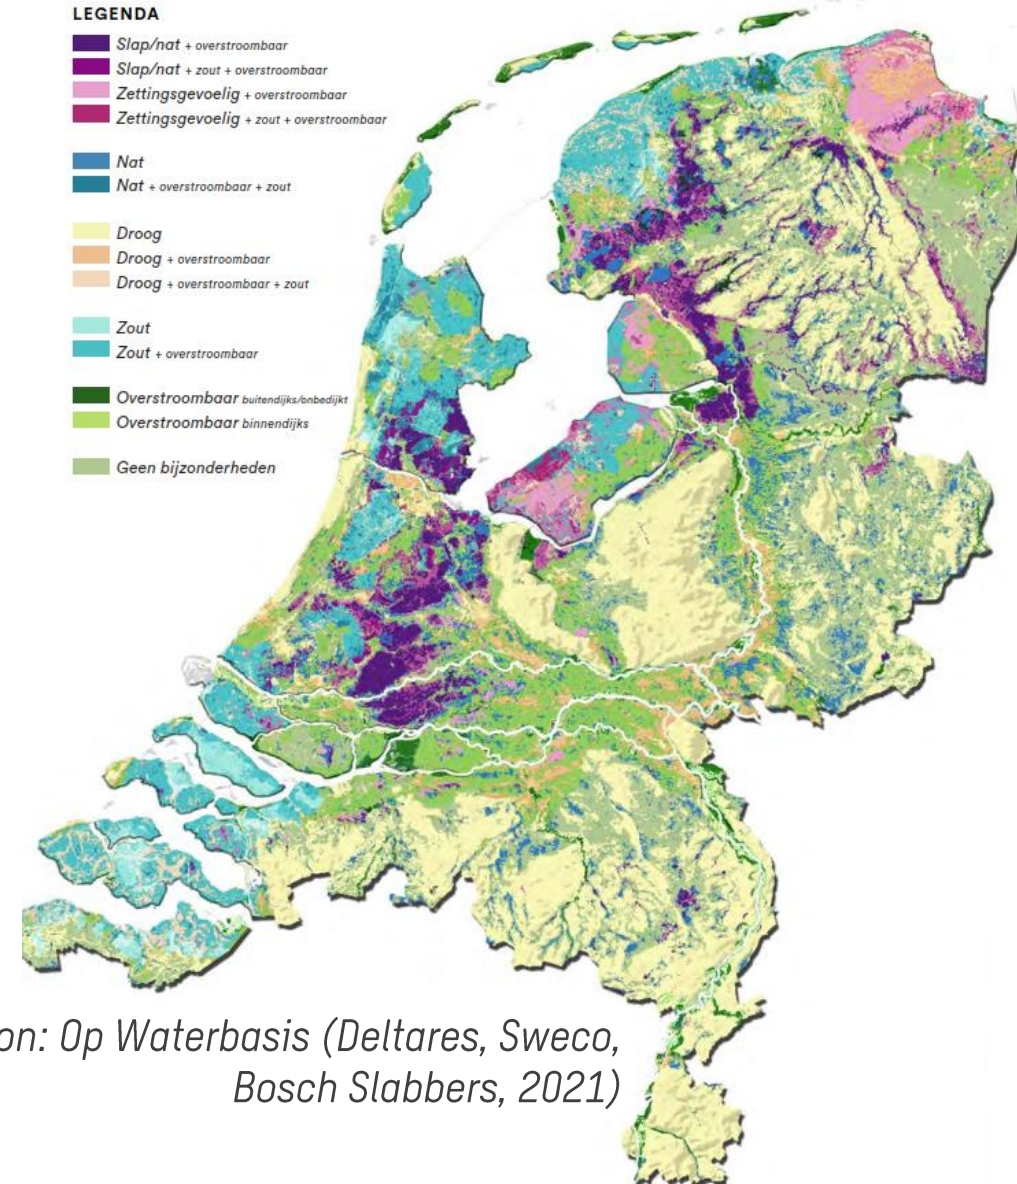 LEGENDA
Slap/nat + overstroombaar
Slap/nat + zout + overstroombaar
Zettingsgevoelig + overstroombaar
Zettingsgevoelig + zout + overstroombaar
Nat
Nat + overstroombaar + zout
Droog
Droog + overstroombaar
Droog + overstroombaar + zout
Zout
Zout + overstroombaar
Overstroombaar buitendijks/onbedijkt
Overstroombaar binnendijks
Geen bijzonderheden
on: Op Waterbasis (Deltares, Sweco,
Bosch Slabbers, 2021)